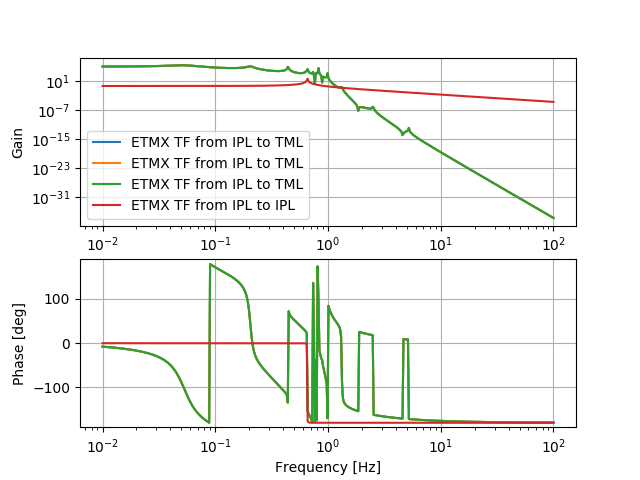 10^1
10^-7
10^-15
10^-23
10^-31
Gain
ETMX TF from IPL to TML
ETMX TF from IPL to TML
ETMX TF from IPL to TML
ETMX TF from IPL to IPL
10^-2 10^-1 10^0 10^1 10^2
100
0
−100
Phase [deg]
10^-2 10^-1 10^0 10^1 10^2
Frequency [Hz]